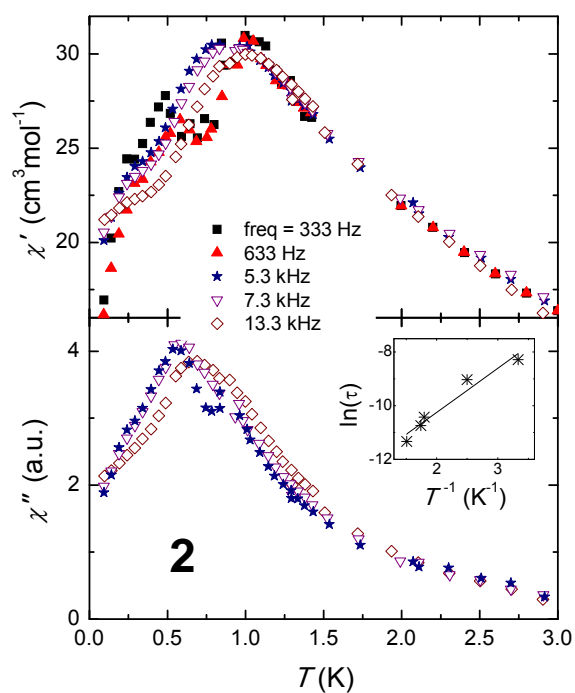 30
25
20
χ′ (cm³mol⁻¹)
freq = 333 Hz
633 Hz
5.3 kHz
7.3 kHz
13.3 kHz
4
2
0
χ″ (a.u.)
-8
-10
-12
ln(τ)
2 3
T⁻¹ (K⁻¹)
2
0.0 0.5 1.0 1.5 2.0 2.5 3.0
T (K)